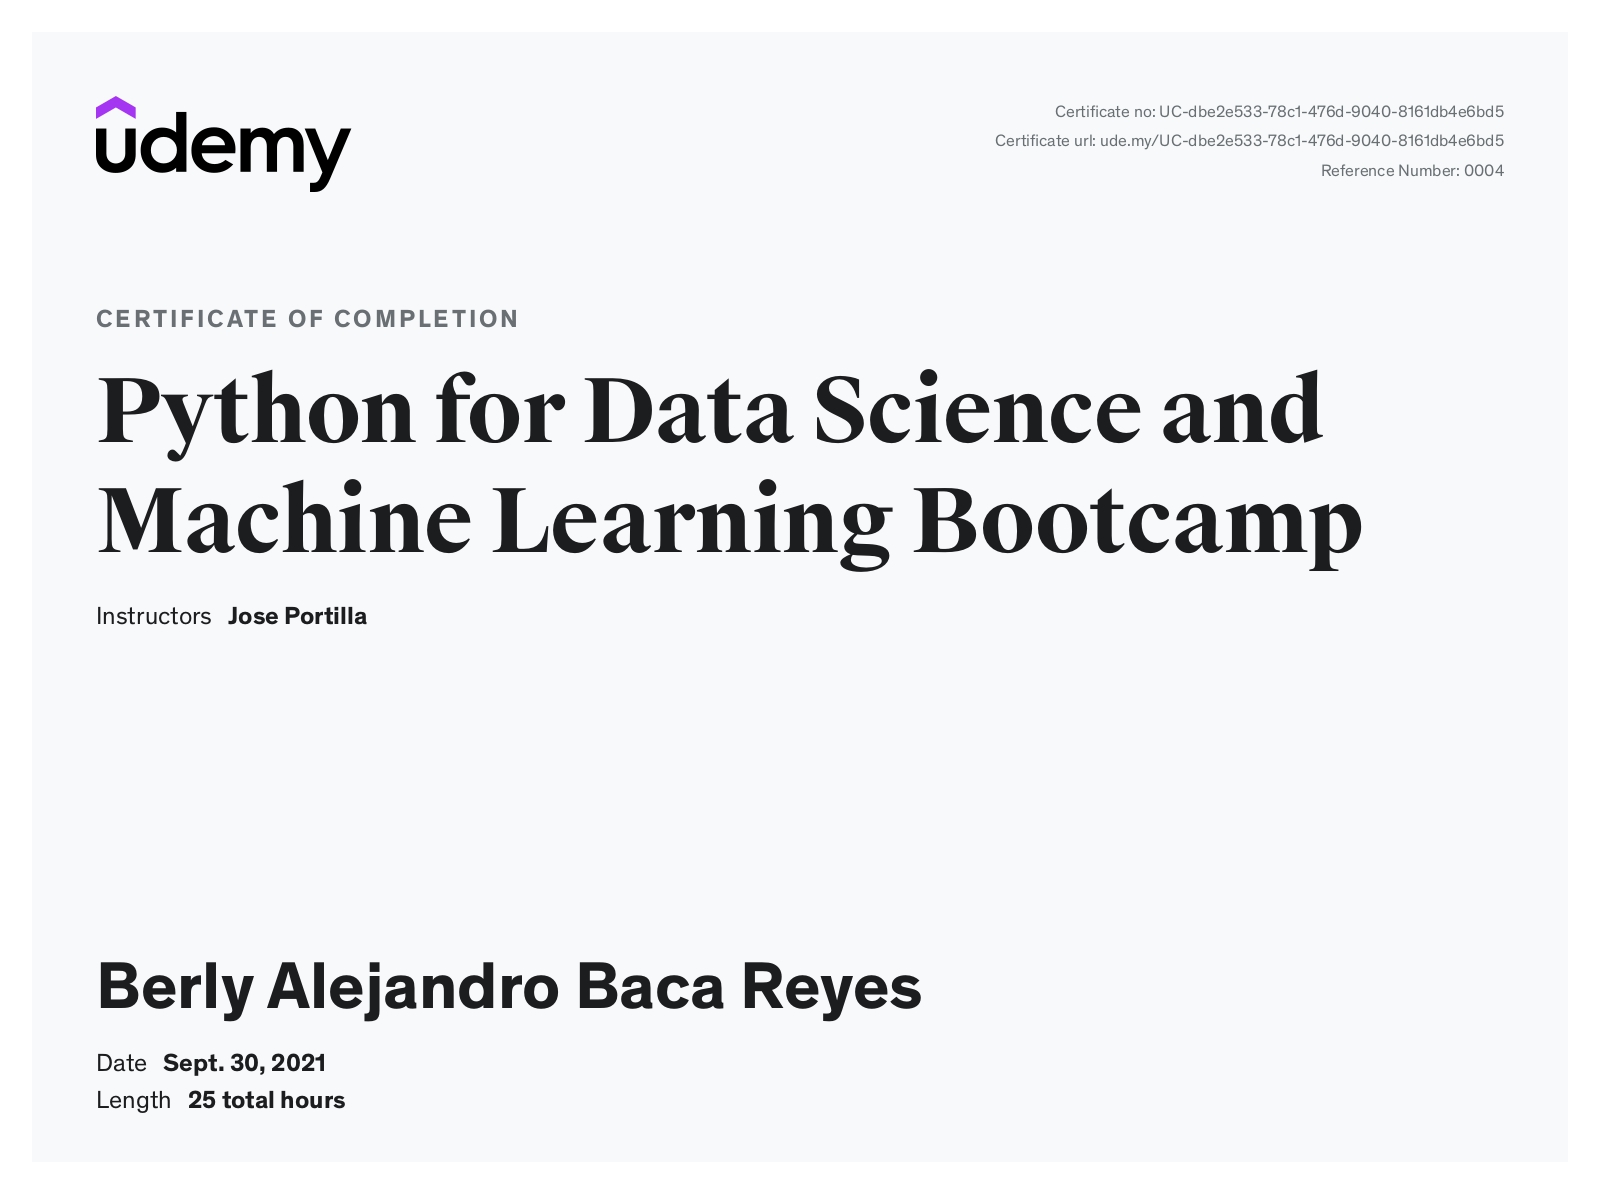 udemy
Certificate no: UC-dbe2e533-78c1-476d-9040-8161db4e6bd5
Certificate url: ude.my/UC-dbe2e533-78c1-476d-9040-8161db4e6bd5
Reference Number: 0004
CERTIFICATE OF COMPLETION
Python for Data Science and
Machine Learning Bootcamp
Instructors Jose Portilla
Berly Alejandro Baca Reyes
Date Sept. 30, 2021
Length 25 total hours